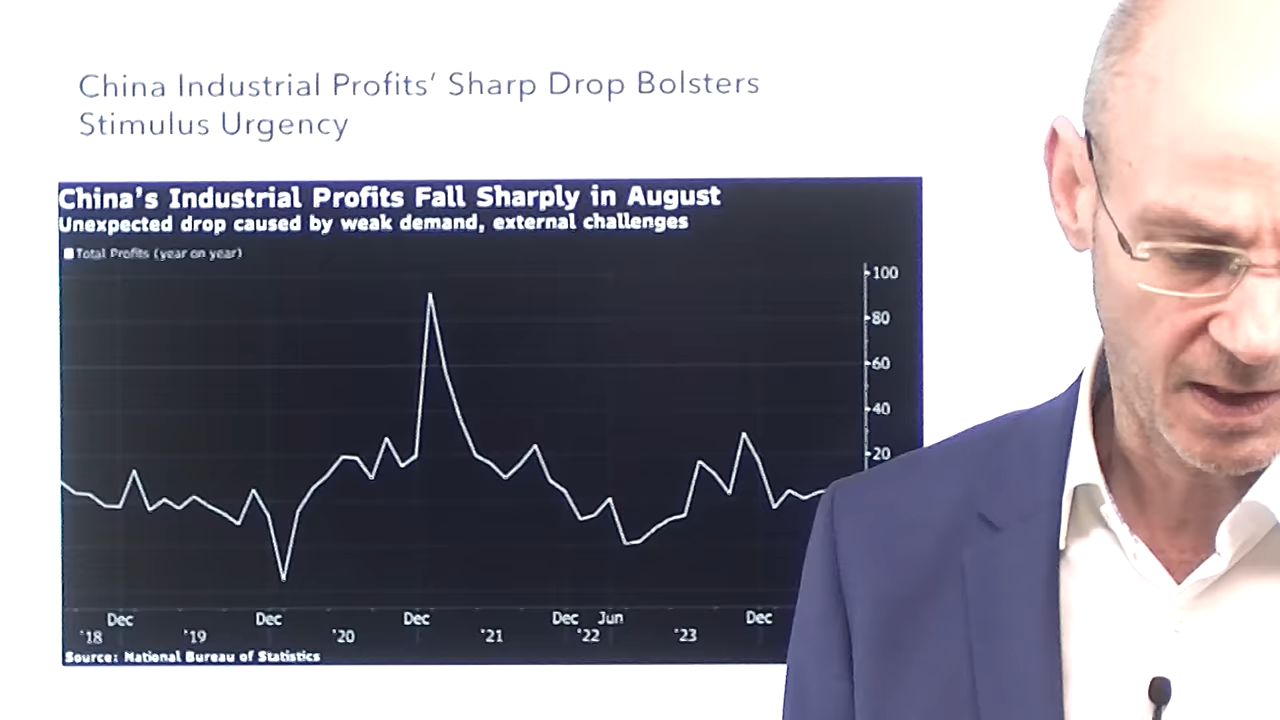 China Industrial Profits’ Sharp Drop Bolsters
Stimulus Urgency
China's Industrial Profits Fall Sharply in August
Unexpected drop caused by weak demand, external challenges
Total Profits (year on year)
100
80
60
40
20
Dec Dec Dec Dec Jun Dec
'18 '19 '20 '21 '22 '23
Source: National Bureau of Statistics